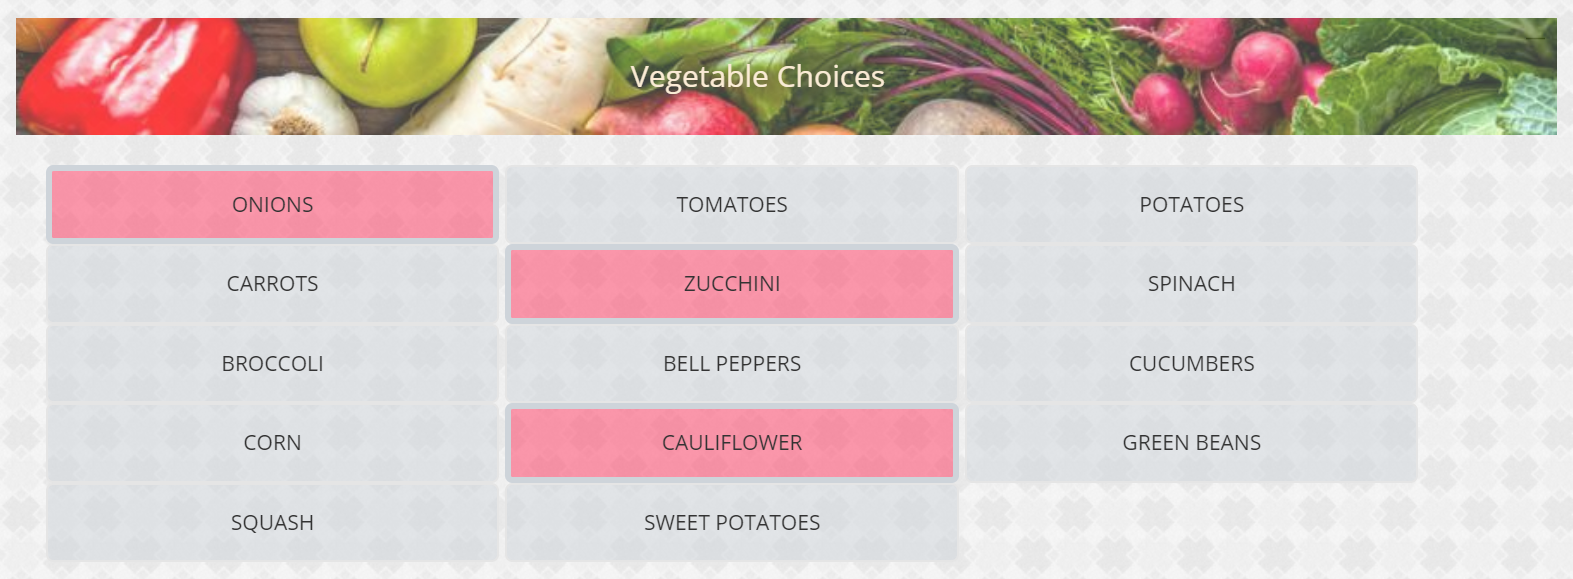 Vegetable Choices
ONIONS
TOMATOES
POTATOES
CARROTS
ZUCCHINI
SPINACH
BROCCOLI
BELL PEPPERS
CUCUMBERS
CORN
CAULIFLOWER
GREEN BEANS
SQUASH
SWEET POTATOES